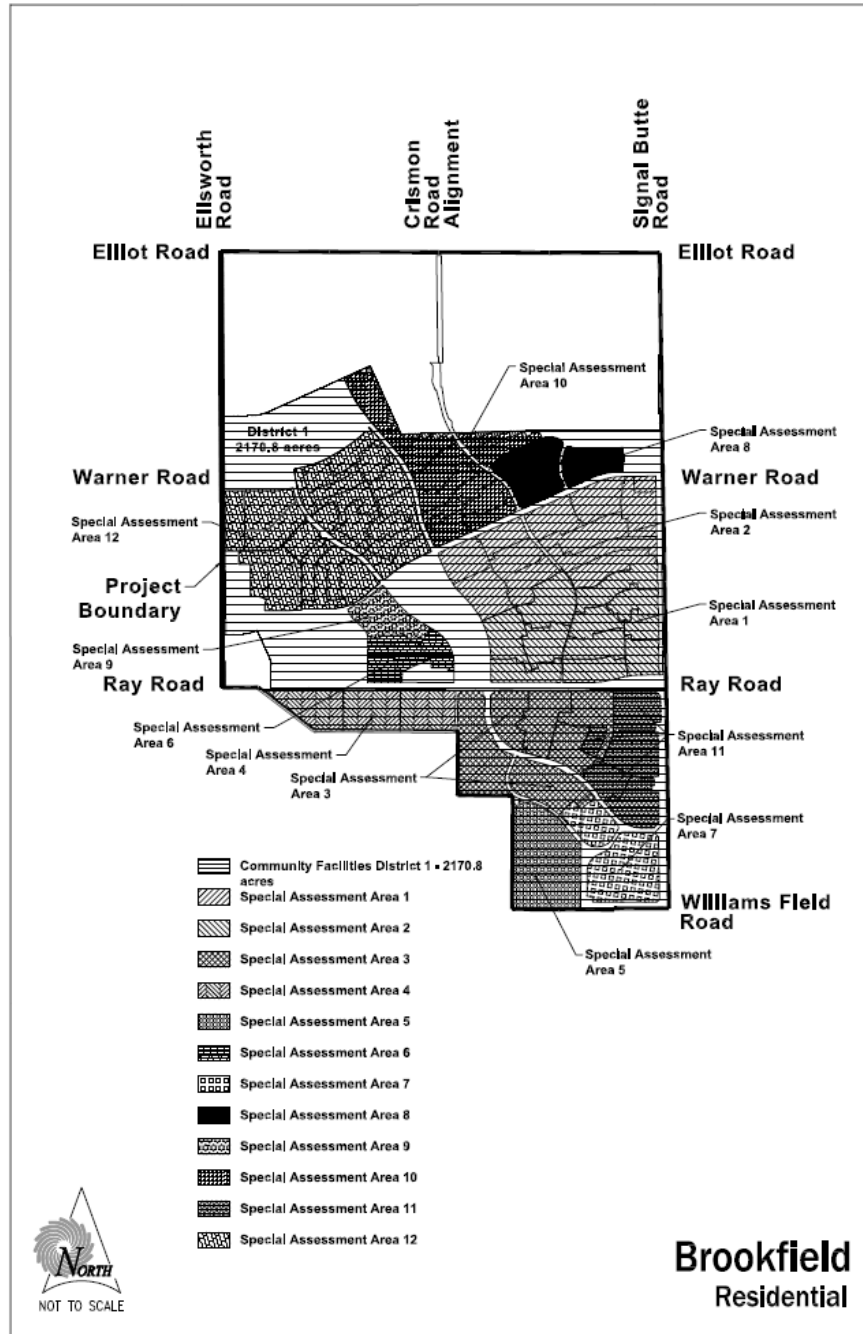 Ellsworth
Road
Crismon
Road
Alignment
Signal Butte
Road
Elliot Road
Elliot Road
Special Assessment
Area 10
District 1
2170.8 acres
Special Assessment
Area 8
Warner Road
Warner Road
Special Assessment
Area 2
Special Assessment
Area 12
Project
Boundary
Special Assessment
Area 1
Special Assessment
Area 9
Ray Road
Ray Road
Special Assessment
Area 6
Special Assessment
Area 4
Special Assessment
Area 3
Special Assessment
Area 11
Special Assessment
Area 7
Williams Field
Road
Special Assessment
Area 5
Community Facilities District 1 - 2170.8
acres
Special Assessment Area 1
Special Assessment Area 2
Special Assessment Area 3
Special Assessment Area 4
Special Assessment Area 5
Special Assessment Area 6
Special Assessment Area 7
Special Assessment Area 8
Special Assessment Area 9
Special Assessment Area 10
Special Assessment Area 11
Special Assessment Area 12
NORTH
NOT TO SCALE
Brookfield
Residential